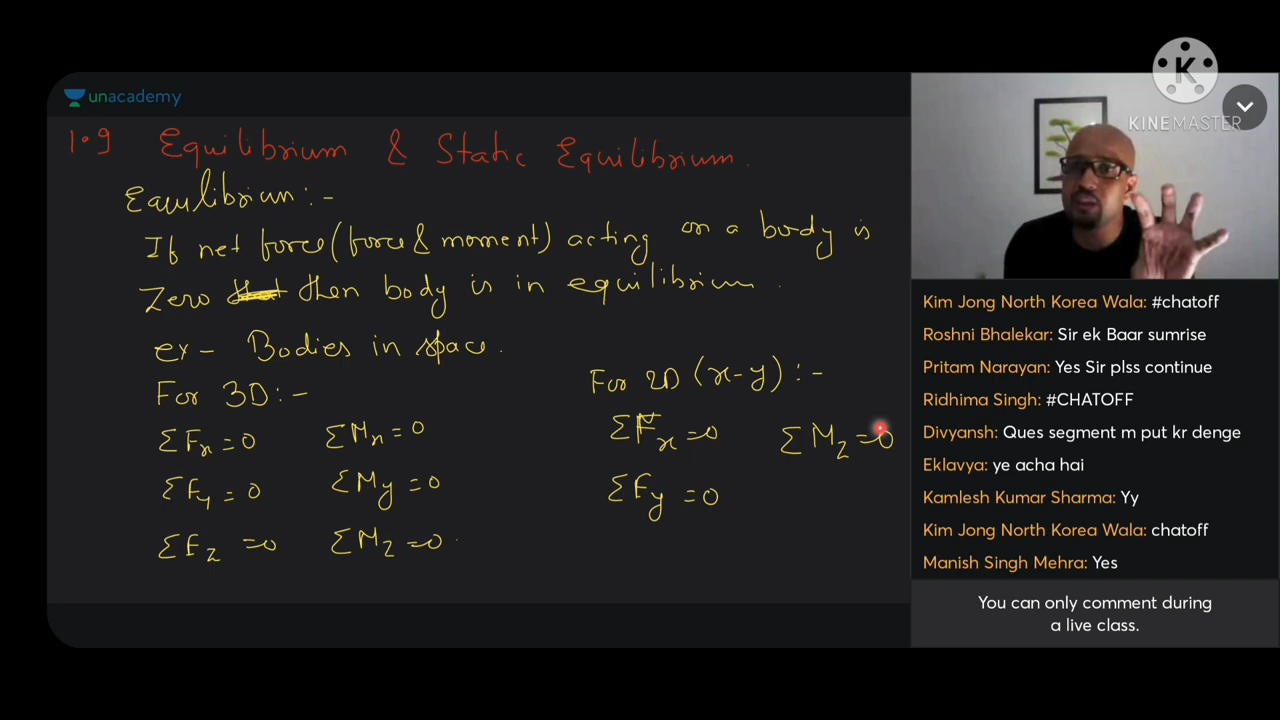 unacademy
1.9 Equilibrium & Static Equilibrium.
Equilibrium:-
If net force (force & moment) acting on a body is
Zero then body is in equilibrium.
ex- Bodies in space.
For 3D:-
ΣFx=0 ΣMx=0
ΣFy=0 ΣMy=0
ΣFz=0 ΣMz=0
For 2D (x-y):-
ΣFx=0 ΣMz=0
ΣFy=0
K
KINEMASTER
Kim Jong North Korea Wala: #chatoff
Roshni Bhalekar: Sir ek Baar sumrise
Pritam Narayan: Yes Sir plss continue
Ridhima Singh: #CHATOFF
Divyansh: Ques segment m put kr denge
Eklavya: ye acha hai
Kamlesh Kumar Sharma: Yy
Kim Jong North Korea Wala: chatoff
Manish Singh Mehra: Yes
You can only comment during
a live class.